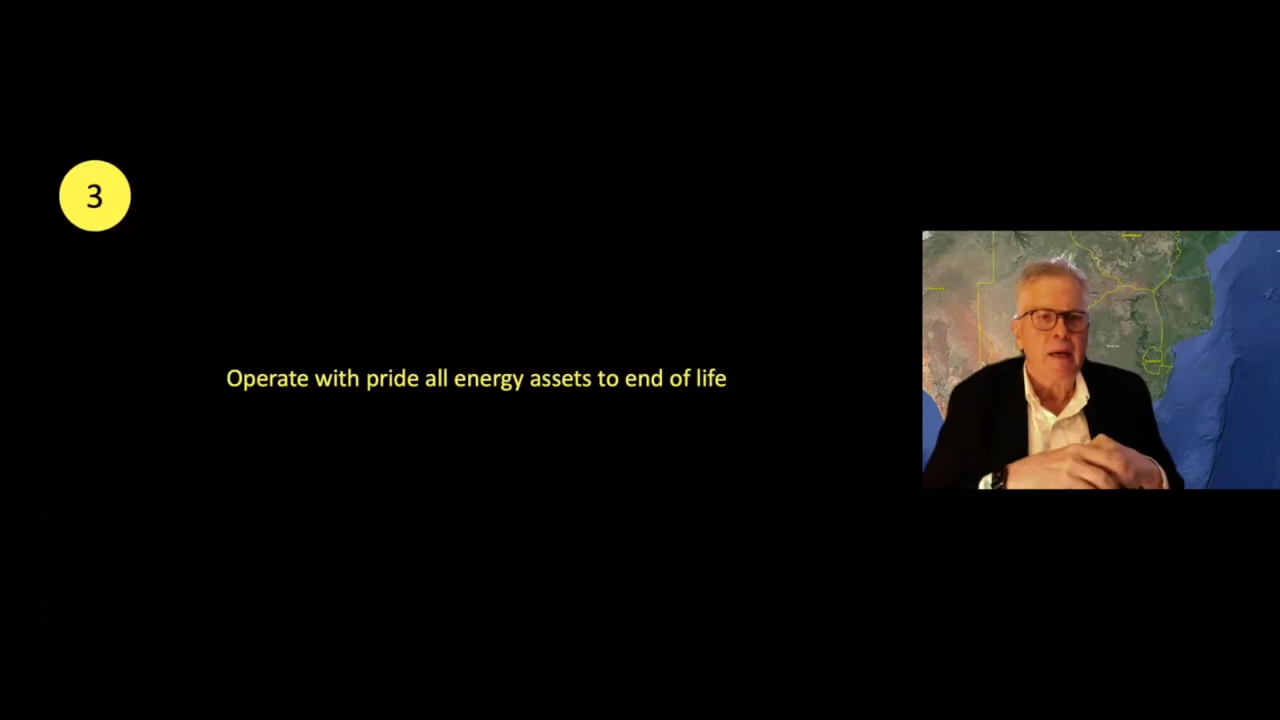 3
Operate with pride all energy assets to end of life